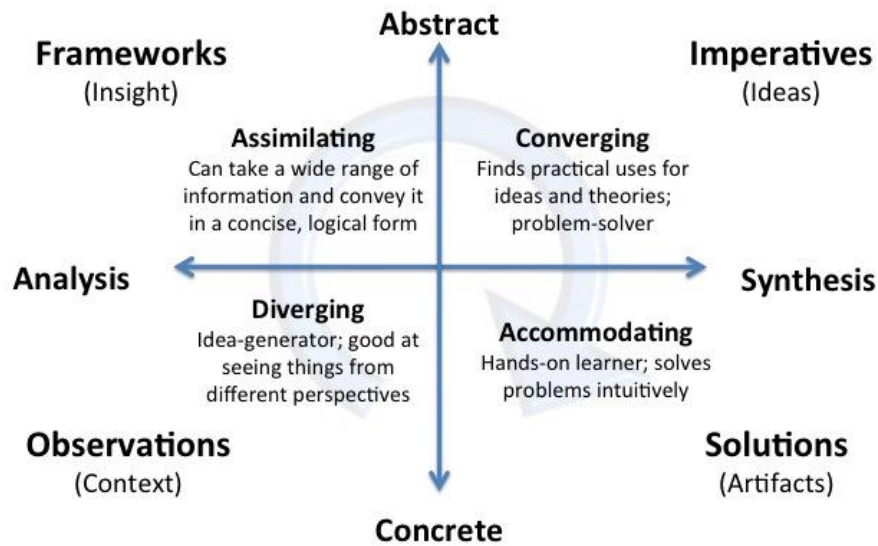 Abstract
Frameworks
(Insight)
Imperatives
(Ideas)
Assimilating
Can take a wide range of
information and convey it
in a concise, logical form
Converging
Finds practical uses for
ideas and theories;
problem-solver
Analysis
Synthesis
Diverging
Idea-generator; good at
seeing things from
different perspectives
Accommodating
Hands-on learner; solves
problems intuitively
Observations
(Context)
Solutions
(Artifacts)
Concrete